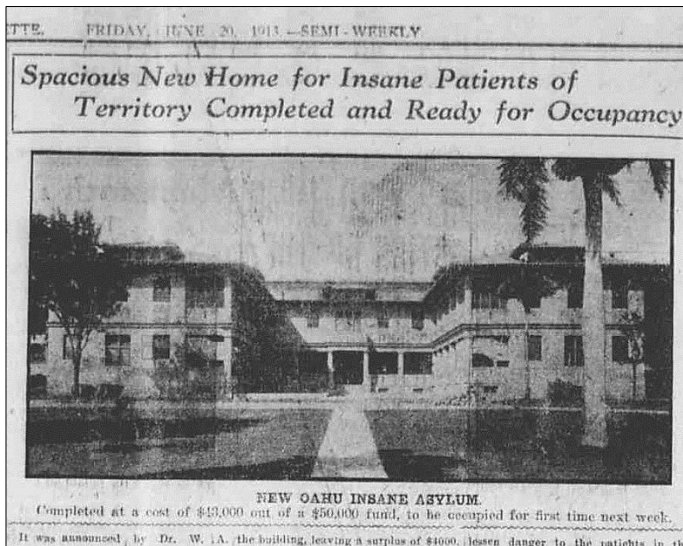 TTE, FRIDAY, JUNE 20, 1913.—SEMI-WEEKLY
Spacious New Home for Insane Patients of
Territory Completed and Ready for Occupancy
NEW OAHU INSANE ASYLUM.
Completed at a cost of $43,000 out of a $50,000 fund, to be occupied for first time next week.
It was announced by Dr. W. A.
the building, leaving a surplus of $4000.
lessen danger to the patients in th